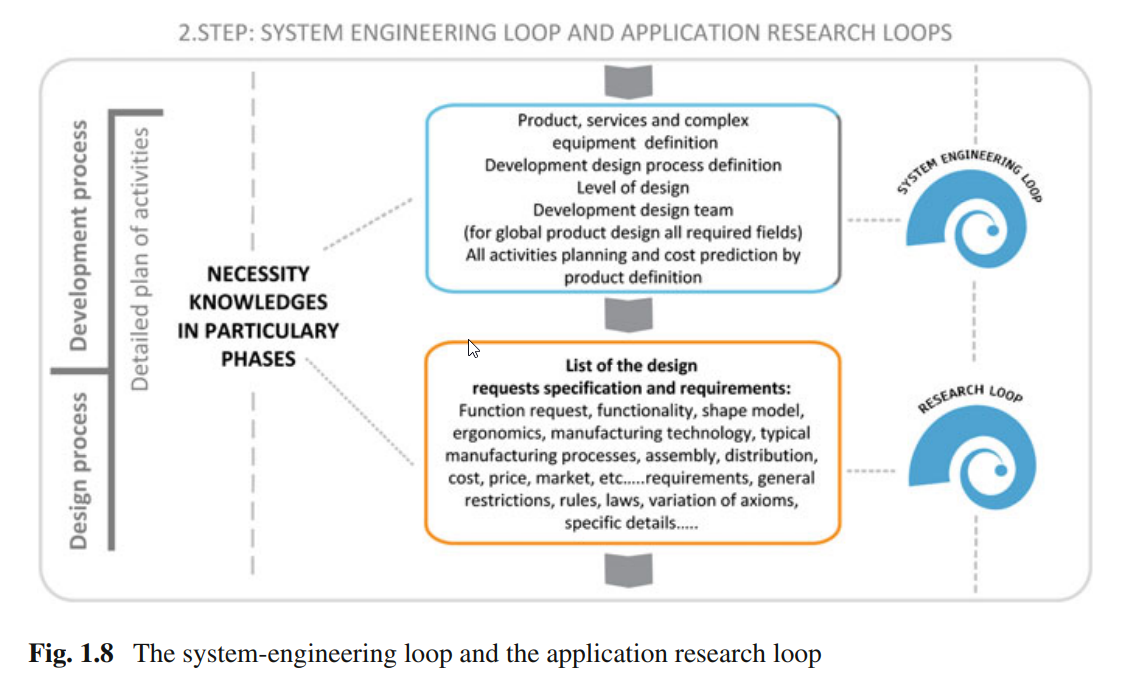 2.STEP: SYSTEM ENGINEERING LOOP AND APPLICATION RESEARCH LOOPS
Development process
Design process
Detailed plan of activities
NECESSITY
KNOWLEDGES
IN PARTICULARY
PHASES
Product, services and complex
equipment definition
Development design process definition
Level of design
Development design team
(for global product design all required fields)
All activities planning and cost prediction by
product definition
SYSTEM ENGINEERING LOOP
List of the design
requests specification and requirements:
Function request, functionality, shape model,
ergonomics, manufacturing technology, typical
manufacturing processes, assembly, distribution,
cost, price, market, etc.....requirements, general
restrictions, rules, laws, variation of axioms,
specific details.....
RESEARCH LOOP
Fig. 1.8 The system-engineering loop and the application research loop